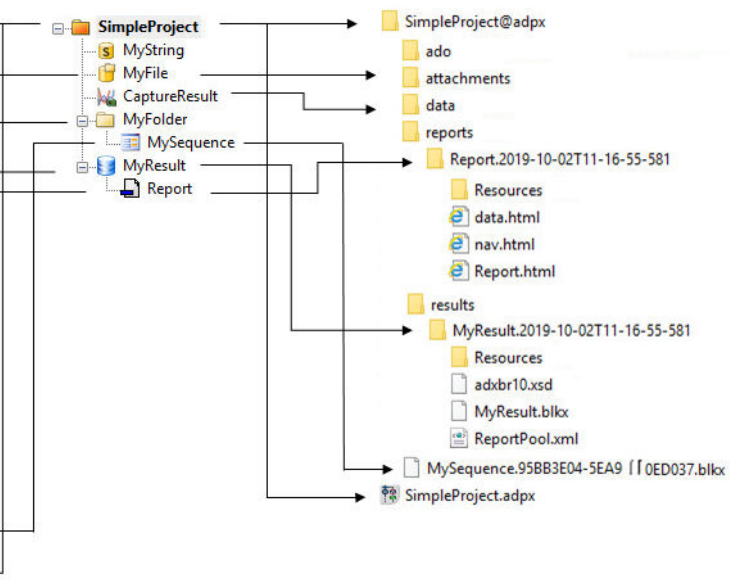 SimpleProject
MyString
MyFile
CaptureResult
MyFolder
MySequence
MyResult
Report
SimpleProject@adpx
ado
attachments
data
reports
Report.2019-10-02T11-16-55-581
Resources
data.html
nav.html
Report.html
results
MyResult.2019-10-02T11-16-55-581
Resources
adxbr10.xsd
MyResult.blkx
ReportPool.xml
MySequence.95BB3E04-5EA9 ⌠⌠0ED037.blkx
SimpleProject.adpx